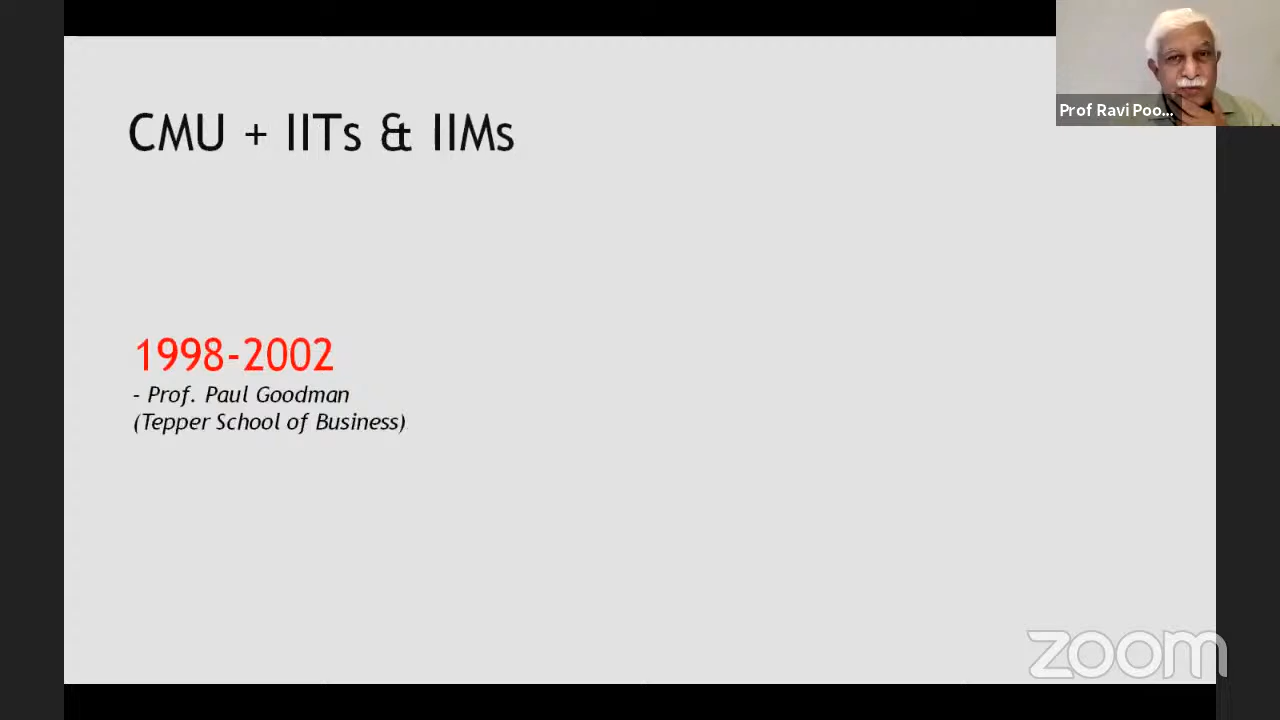 CMU + IITs & IIMs
Prof Ravi Poo...
1998-2002
- Prof. Paul Goodman
(Tepper School of Business)
zoom